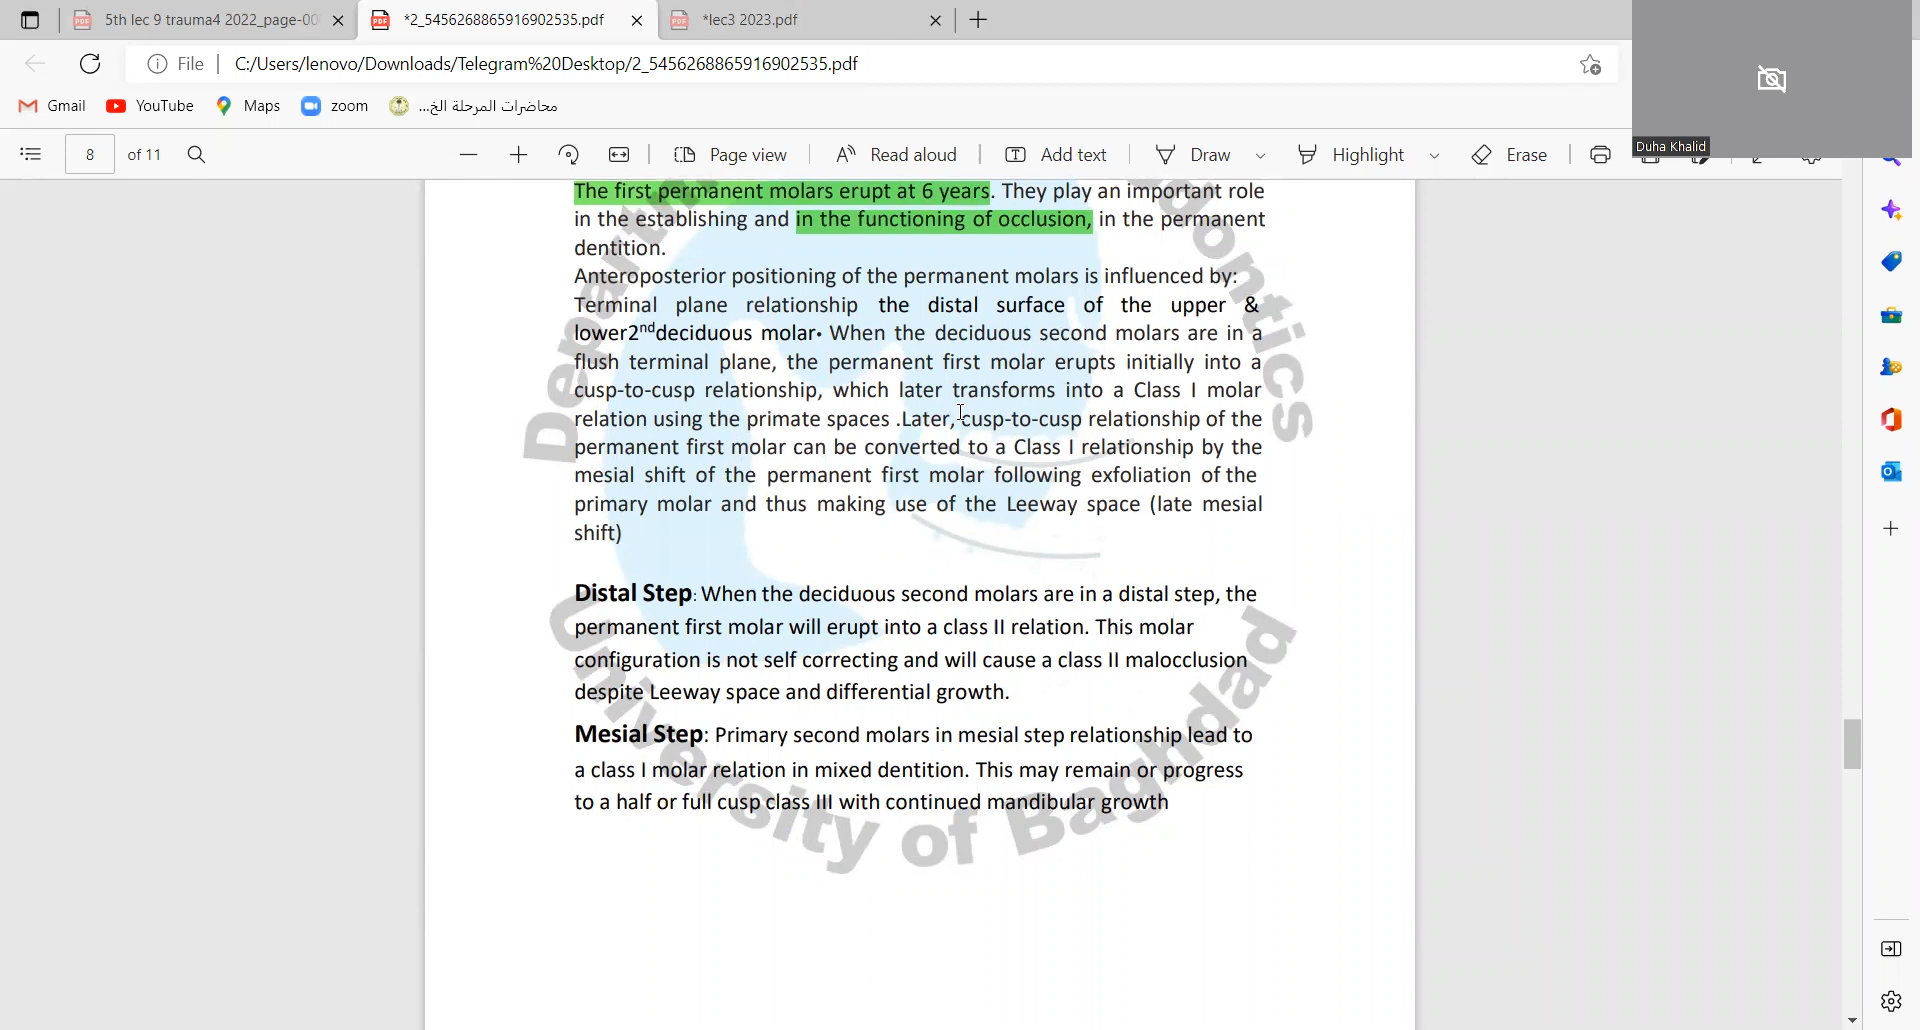 5th lec 9 trauma4 2022_page-00
*2_5456268865916902535.pdf
*lec3 2023.pdf
File
C:/Users/lenovo/Downloads/Telegram%20Desktop/2_5456268865916902535.pdf
Gmail
YouTube
Maps
zoom
محاضرات المرحلة الخ...
Duha Khalid
8 of 11
Page view
Read aloud
Add text
Draw
Highlight
Erase
The first permanent molars erupt at 6 years. They play an important role
in the establishing and in the functioning of occlusion, in the permanent
dentition.
Anteroposterior positioning of the permanent molars is influenced by:
Terminal plane relationship the distal surface of the upper &
lower2nddeciduous molar• When the deciduous second molars are in a
flush terminal plane, the permanent first molar erupts initially into a
cusp-to-cusp relationship, which later transforms into a Class I molar
relation using the primate spaces .Later, cusp-to-cusp relationship of the
permanent first molar can be converted to a Class I relationship by the
mesial shift of the permanent first molar following exfoliation of the
primary molar and thus making use of the Leeway space (late mesial
shift)
Distal Step: When the deciduous second molars are in a distal step, the
permanent first molar will erupt into a class II relation. This molar
configuration is not self correcting and will cause a class II malocclusion
despite Leeway space and differential growth.
Mesial Step: Primary second molars in mesial step relationship lead to
a class I molar relation in mixed dentition. This may remain or progress
to a half or full cusp class III with continued mandibular growth
University of Baghdad